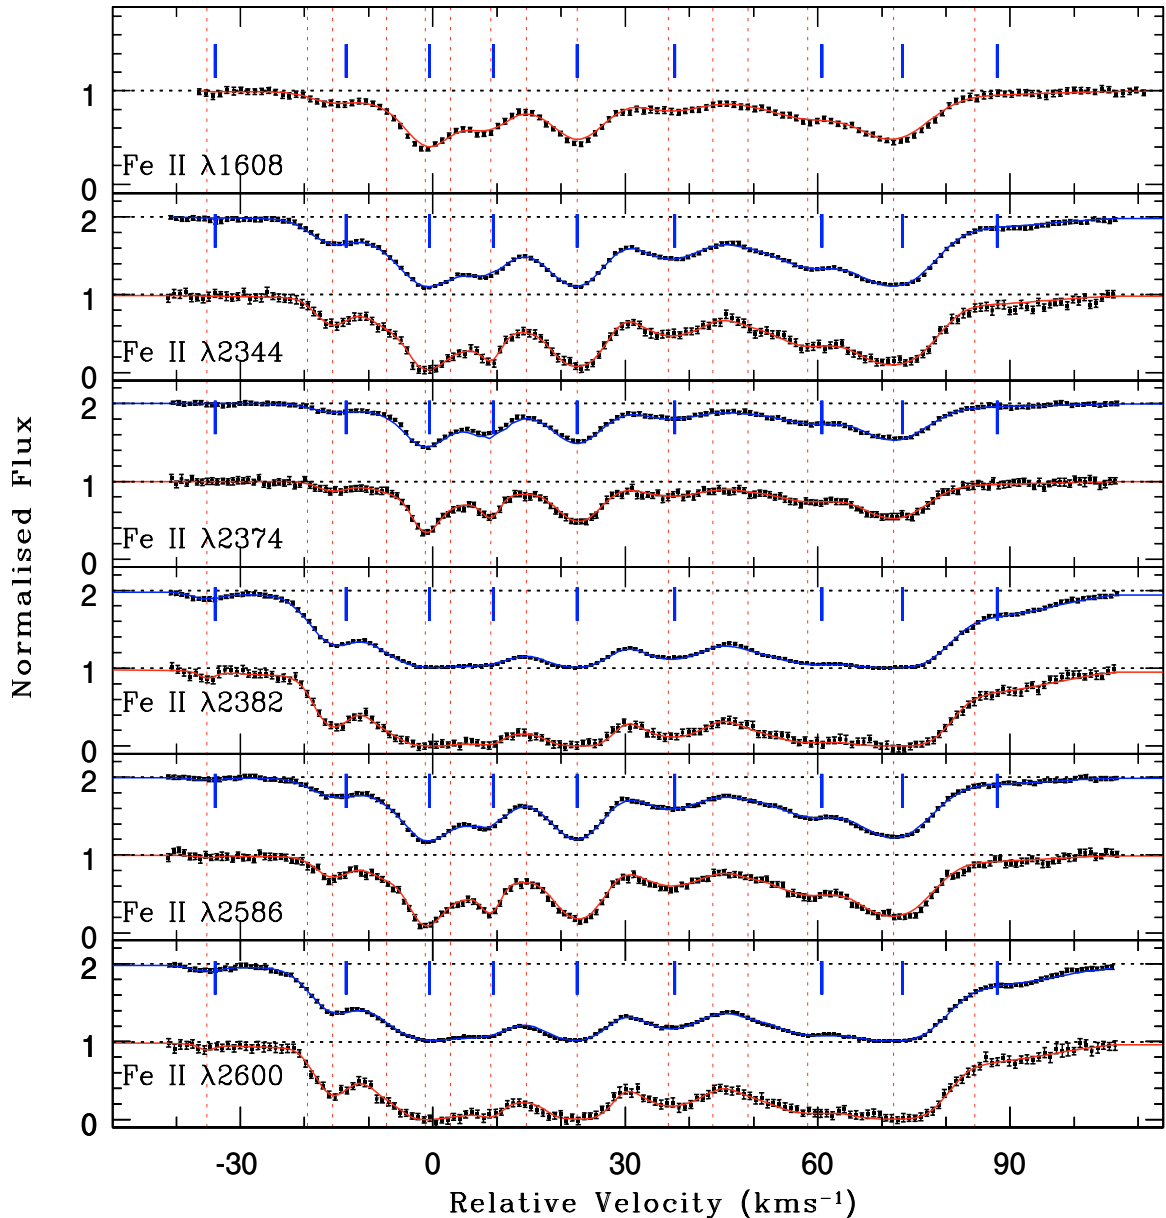 1
Fe II λ1608
0
2
1
Fe II λ2344
0
2
1
Fe II λ2374
0
2
1
Fe II λ2382
0
2
1
Fe II λ2586
0
2
1
Fe II λ2600
0
Normalised Flux
-30 0 30 60 90
Relative Velocity (kms⁻¹)